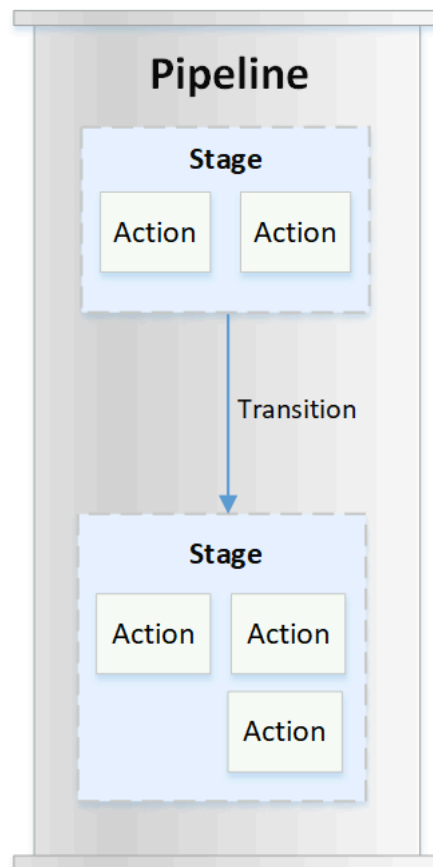 Pipeline
Stage
Action Action
Transition
Stage
Action Action
Action